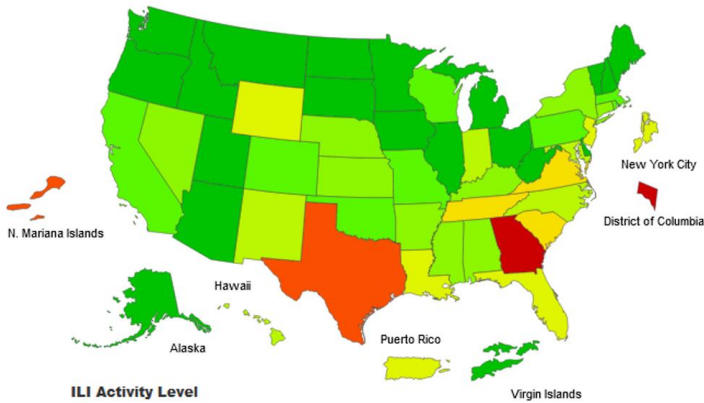 New York City
District of Columbia
N. Mariana Islands
Hawaii
Alaska
Puerto Rico
Virgin Islands
ILI Activity Level